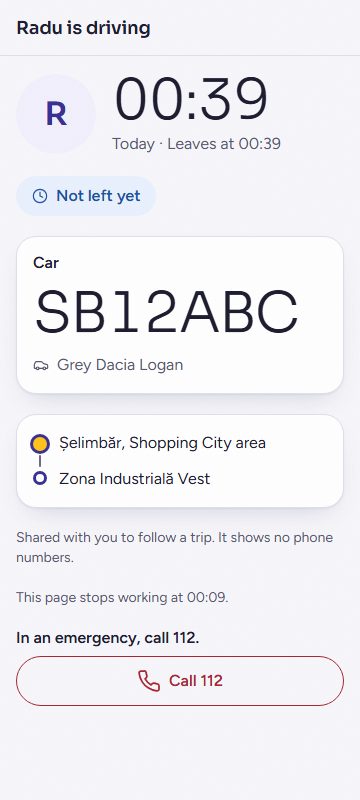 Radu is driving
R
00:39
Today · Leaves at 00:39
Not left yet
Car
SB12ABC
Grey Dacia Logan
Șelimbăr, Shopping City area
Zona Industrială Vest
Shared with you to follow a trip. It shows no phone
numbers.
This page stops working at 00:09.
In an emergency, call 112.
Call 112